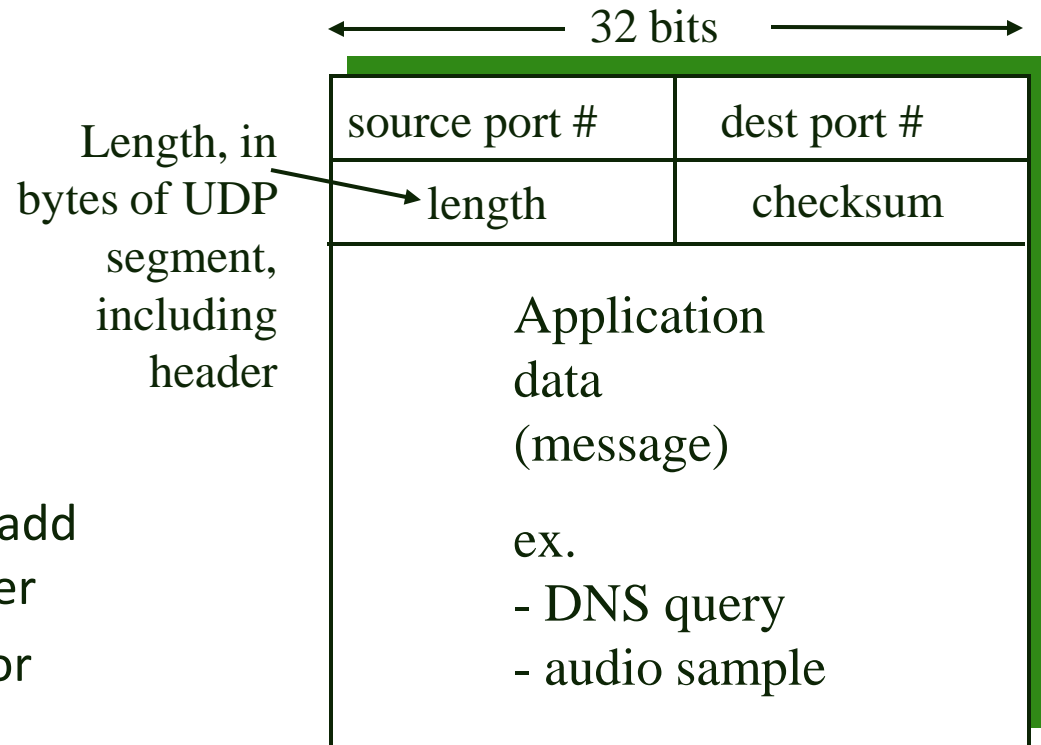 32 bits
source port # dest port #
Length, in
bytes of UDP
segment,
including
header
length checksum
Application
data
(message)
ex.
- DNS query
- audio sample
add
er
or